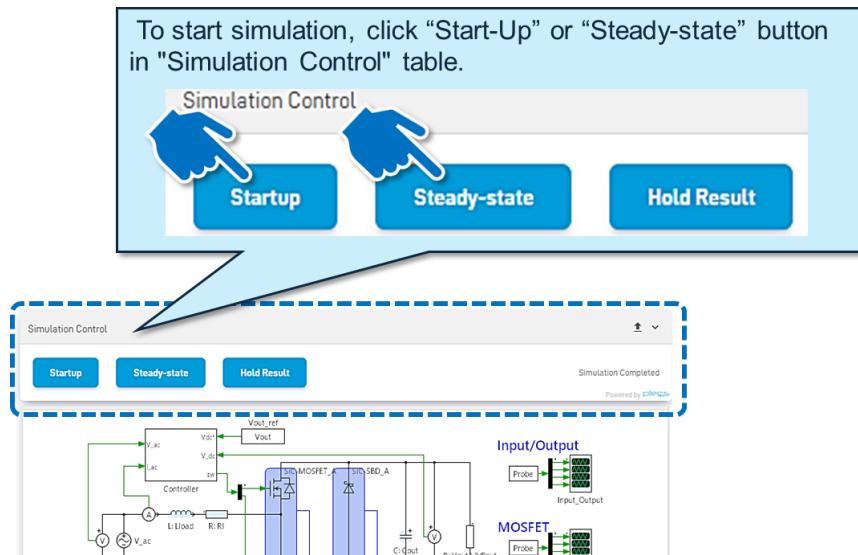 To start simulation, click “Start-Up” or “Steady-state” button
in "Simulation Control" table.
Simulation Control
Startup
Steady-state
Hold Result
Simulation Control
Startup
Steady-state
Hold Result
Simulation Completed
Powered by plecs
Vout_ref
Vout
V_ac
Vdc*
V_dc
I_ac
sw
Controller
SiC-MOSFET_A
SiC-SBD_A
Input/Output
Probe
Input_Output
A
L: Lload
R: Rl
V
V_ac
C: Cout
V
MOSFET
Probe